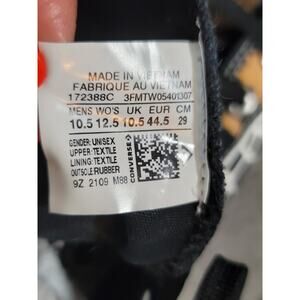 MADE IN VIETNAM
FABRIQUE AU VIETNAM
172388C 3FMTW05401307
MENS WO'S UK EUR CM
10.5 12.5 10.5 44.5 29
GENDER: UNISEX
UPPER: TEXTILE
LINING: TEXTILE
OUTSOLE: RUBBER
9Z 2109 M88
CONVERSE